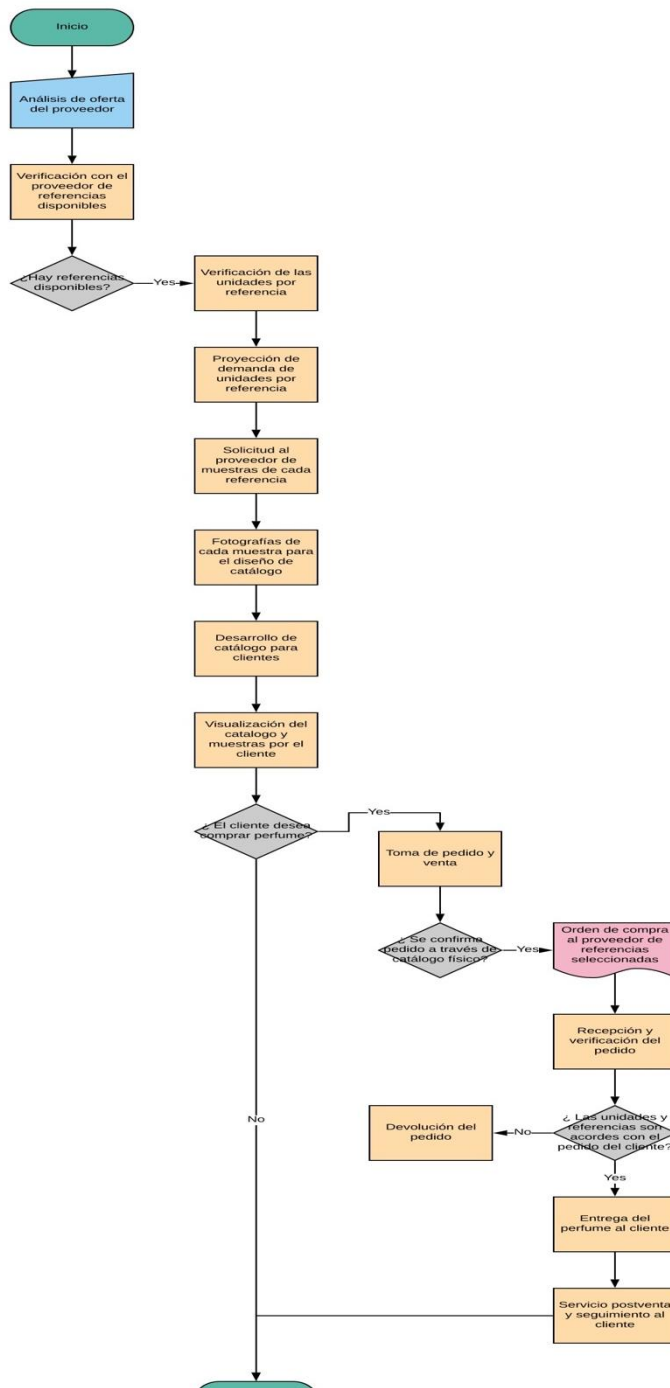 Inicio
Análisis de oferta
del proveedor
Verificación con el
proveedor de
referencias
disponibles
¿Hay referencias
disponibles?
Yes
Verificación de las
unidades por
referencia
Proyección de
demanda de
unidades por
referencia
Solicitud al
proveedor de
muestras de cada
referencia
Fotografías de
cada muestra para
el diseño de
catálogo
Desarrollo de
catálogo para
clientes
Visualización del
catalogo y
muestras por el
cliente
¿ El cliente desea
comprar perfume?
Yes
Toma de pedido y
venta
¿ Se confirma
pedido a través de
catálogo físico?
Yes
Orden de compra
al proveedor de
referencias
seleccionadas
Recepción y
verificación del
pedido
¿ Las unidades y
referencias son
acordes con el
pedido del cliente?
No
Devolución del
pedido
Yes
Entrega del
perfume al cliente
Servicio postventa
y seguimiento al
cliente
No